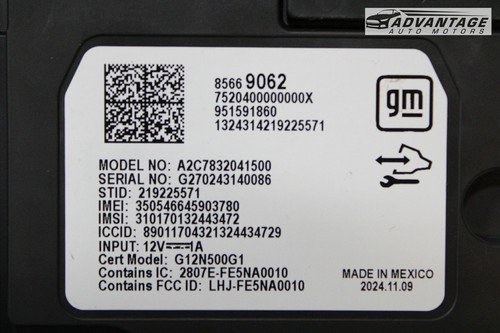 ADVANTAGE
AUTO MOTORS
8566 9062
7520400000000X
951591860
1324314219225571
gm
MODEL NO: A2C7832041500
SERIAL NO: G270243140086
STID: 219225571
IMEI: 350546645903780
IMSI: 310170132443472
ICCID: 89011704321324434729
INPUT: 12V⎓1A
Cert Model: G12N500G1
Contains IC: 2807E-FE5NA0010
Contains FCC ID: LHJ-FE5NA0010
MADE IN MEXICO
2024.11.09